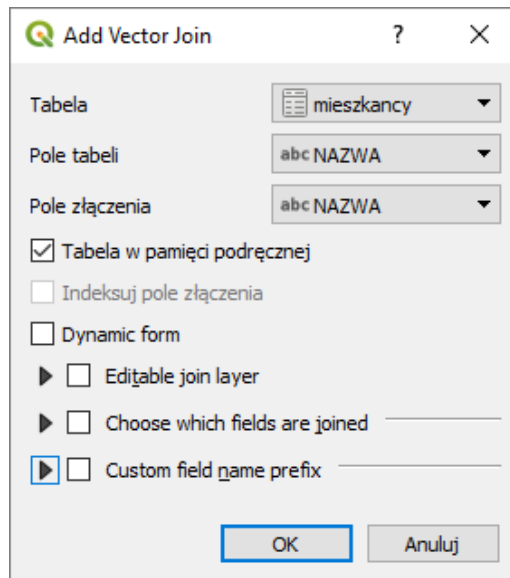 Add Vector Join ?
Tabela mieszkancy
Pole tabeli abc NAZWA
Pole złączenia abc NAZWA
Tabela w pamięci podręcznej
Indeksuj pole złączenia
Dynamic form
Editable join layer
Choose which fields are joined
Custom field name prefix
OK Anuluj